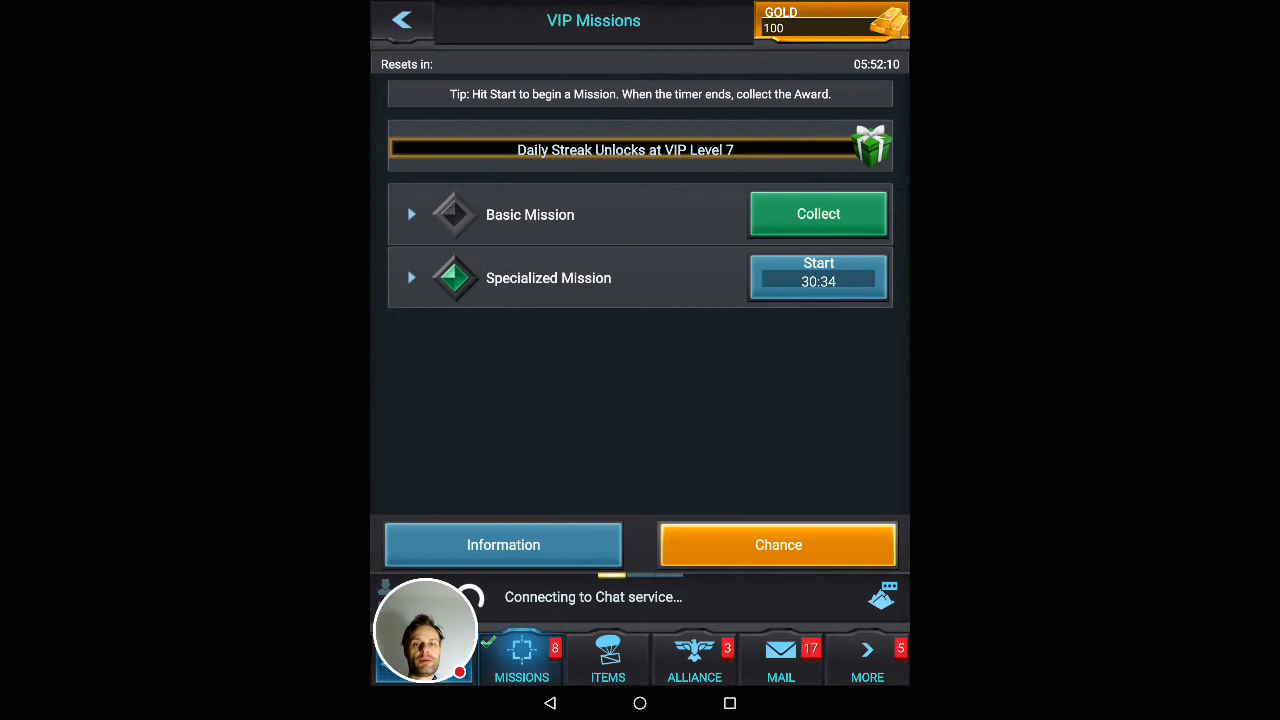 VIP Missions
GOLD
100
Resets in:
05:52:10
Tip: Hit Start to begin a Mission. When the timer ends, collect the Award.
Daily Streak Unlocks at VIP Level 7
Basic Mission
Collect
Specialized Mission
Start
30:34
Information
Chance
Connecting to Chat service...
8
3
17
5
MISSIONS
ITEMS
ALLIANCE
MAIL
MORE